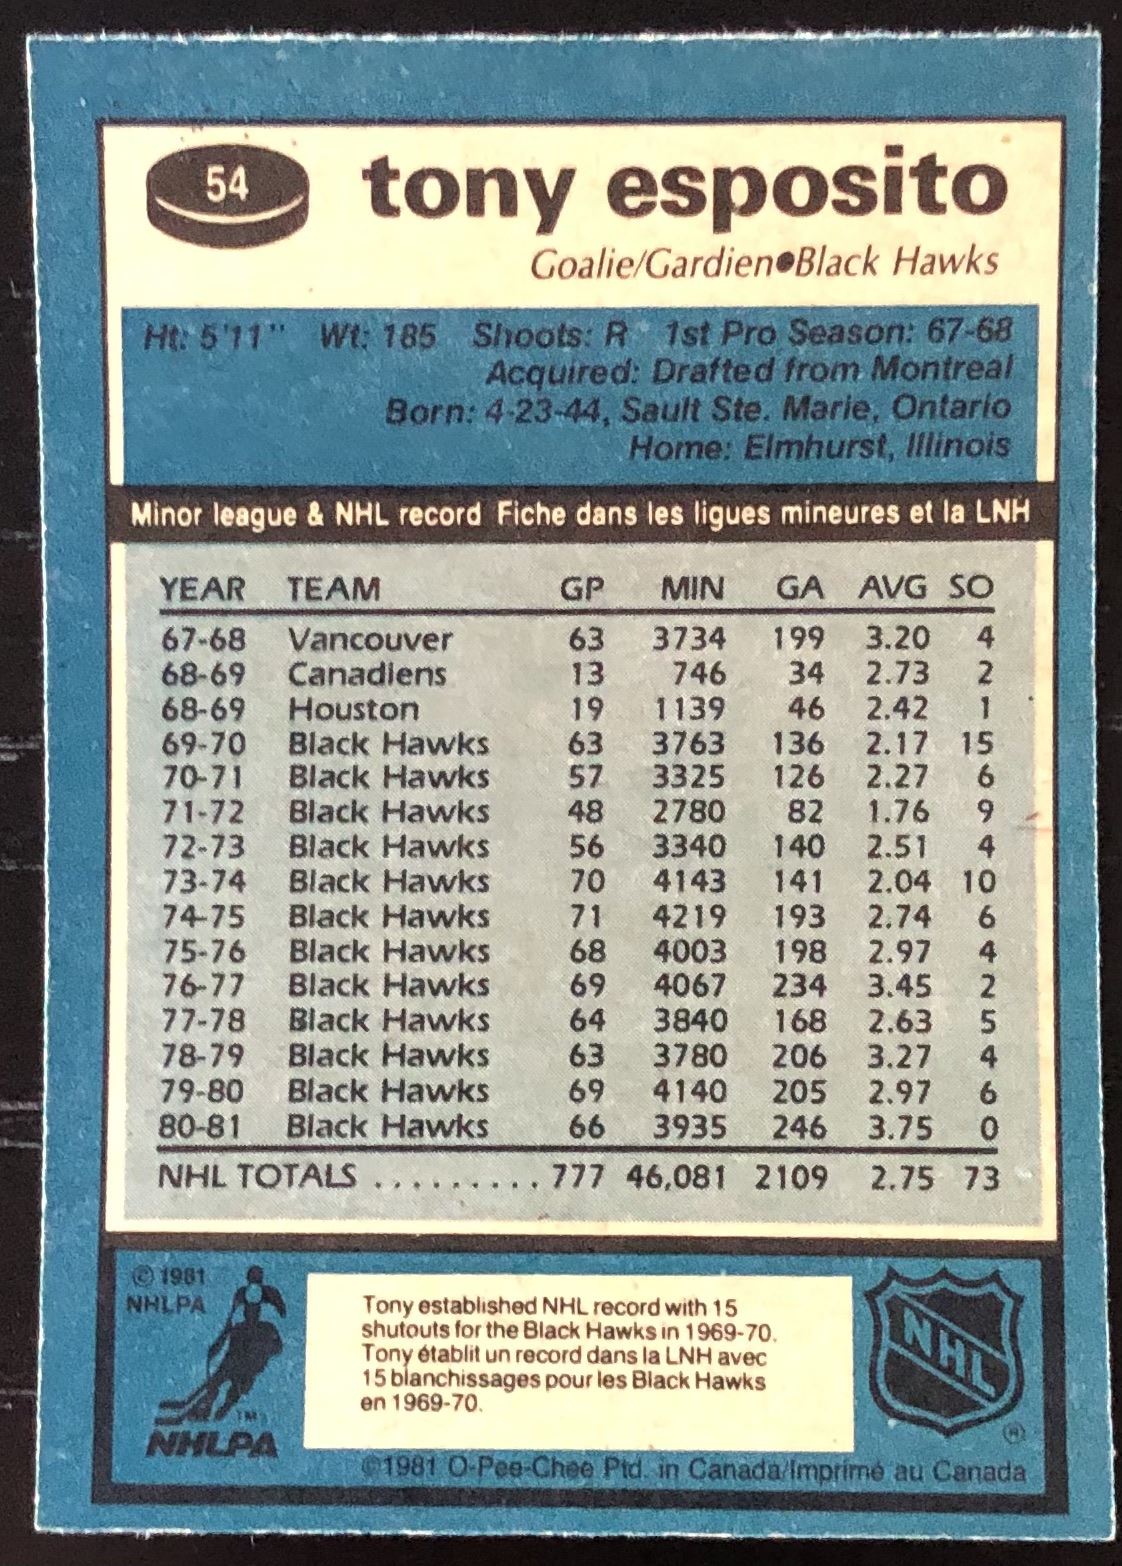 54
tony esposito
Goalie/Gardien●Black Hawks
Ht: 5'11" Wt: 185 Shoots: R 1st Pro Season: 67-68
Acquired: Drafted from Montreal
Born: 4-23-44, Sault Ste. Marie, Ontario
Home: Elmhurst, Illinois
Minor league & NHL record Fiche dans les ligues mineures et la LNH
YEAR TEAM GP MIN GA AVG SO
67-68 Vancouver 63 3734 199 3.20 4
68-69 Canadiens 13 746 34 2.73 2
68-69 Houston 19 1139 46 2.42 1
69-70 Black Hawks 63 3763 136 2.17 15
70-71 Black Hawks 57 3325 126 2.27 6
71-72 Black Hawks 48 2780 82 1.76 9
72-73 Black Hawks 56 3340 140 2.51 4
73-74 Black Hawks 70 4143 141 2.04 10
74-75 Black Hawks 71 4219 193 2.74 6
75-76 Black Hawks 68 4003 198 2.97 4
76-77 Black Hawks 69 4067 234 3.45 2
77-78 Black Hawks 64 3840 168 2.63 5
78-79 Black Hawks 63 3780 206 3.27 4
79-80 Black Hawks 69 4140 205 2.97 6
80-81 Black Hawks 66 3935 246 3.75 0
NHL TOTALS .......... 777 46,081 2109 2.75 73
© 1981
NHLPA
TM
NHLPA
Tony established NHL record with 15
shutouts for the Black Hawks in 1969-70.
Tony établit un record dans la LNH avec
15 blanchissages pour les Black Hawks
en 1969-70.
NHL
®
©1981 O-Pee-Chee Ptd. in Canada/Imprimé au Canada